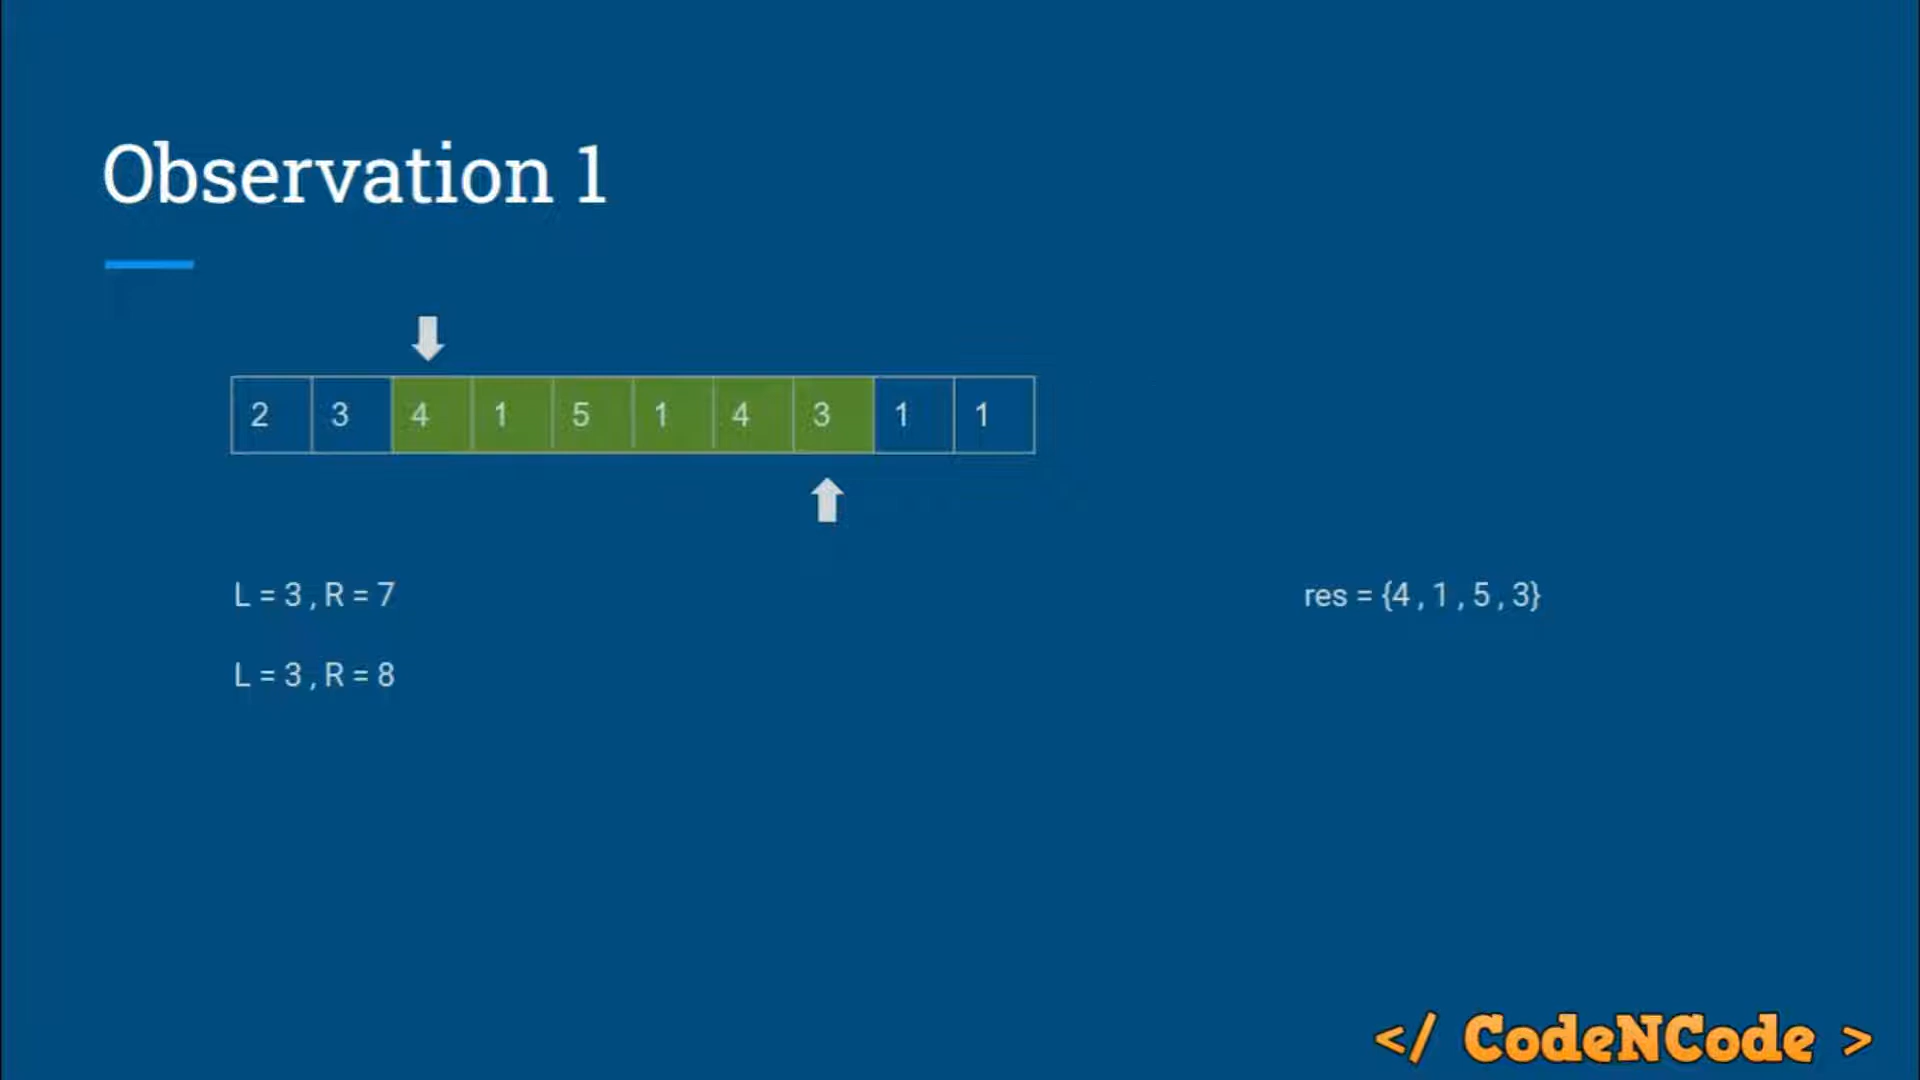 Observation 1
2 3 4 1 5 1 4 3 1 1
L = 3 , R = 7
res = {4 , 1 , 5 , 3}
L = 3 , R = 8
</ CodeNCode >